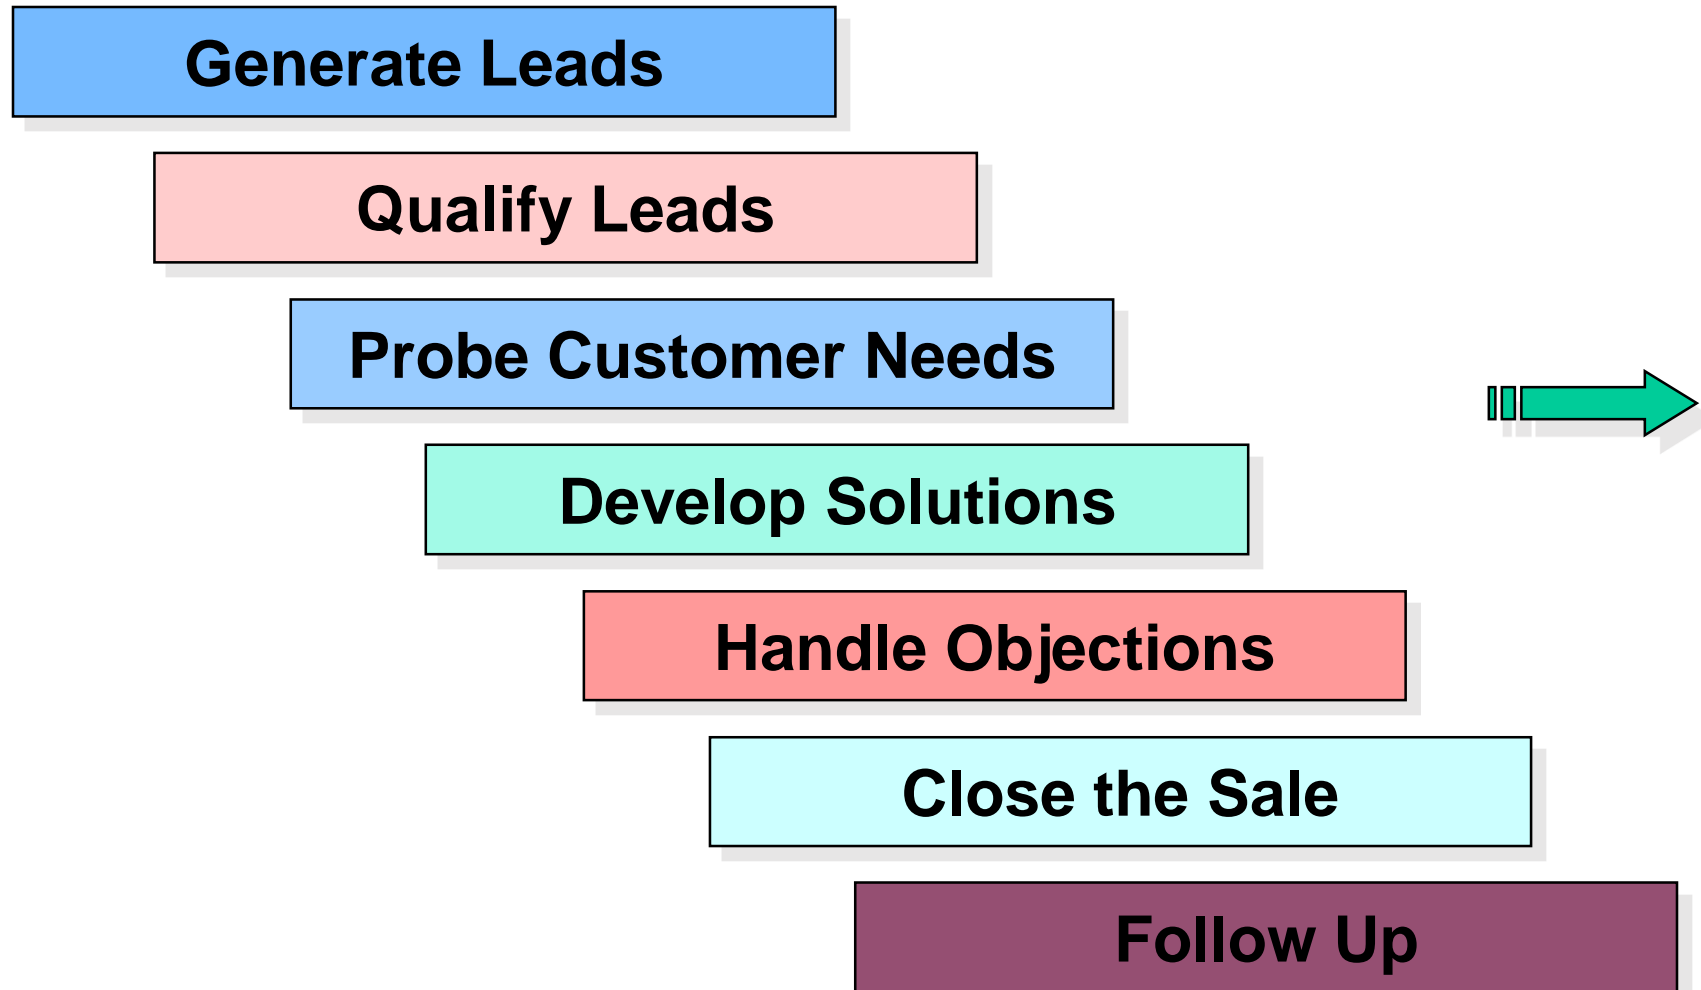 Generate Leads
Qualify Leads
Probe Customer Needs
Develop Solutions
Handle Objections
Close the Sale
Follow Up